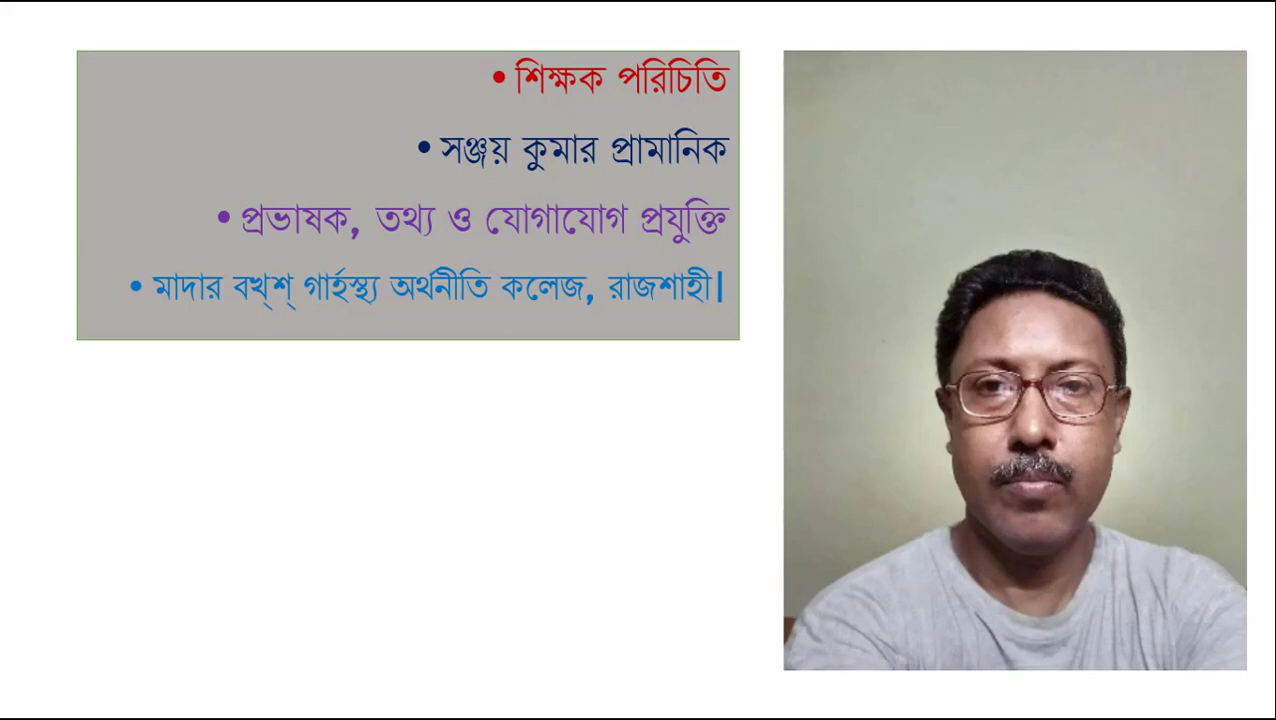 • শিক্ষক পরিচিতি
• সঞ্জয় কুমার প্রামানিক
• প্রভাষক, তথ্য ও যোগাযোগ প্রযুক্তি
• মাদার বখ্শ্ গার্হস্থ্য অর্থনীতি কলেজ, রাজশাহী।